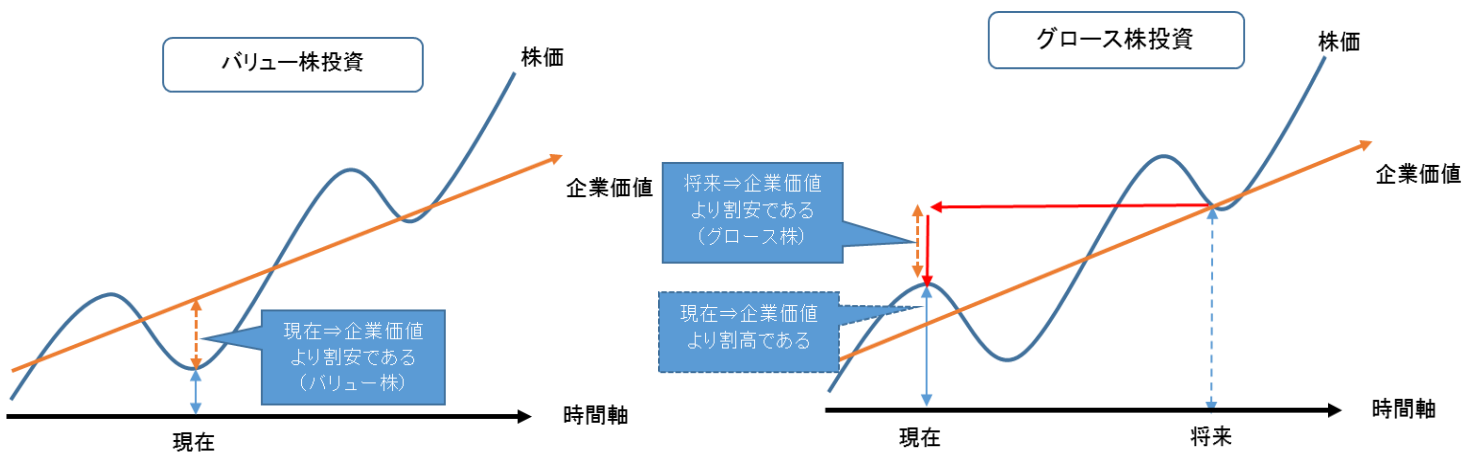 バリュー株投資
株価
企業価値
現在⇒企業価値
より割安である
（バリュー株）
時間軸
現在
グロース株投資
株価
企業価値
将来⇒企業価値
より割安である
（グロース株）
現在⇒企業価値
より割高である
時間軸
現在
将来